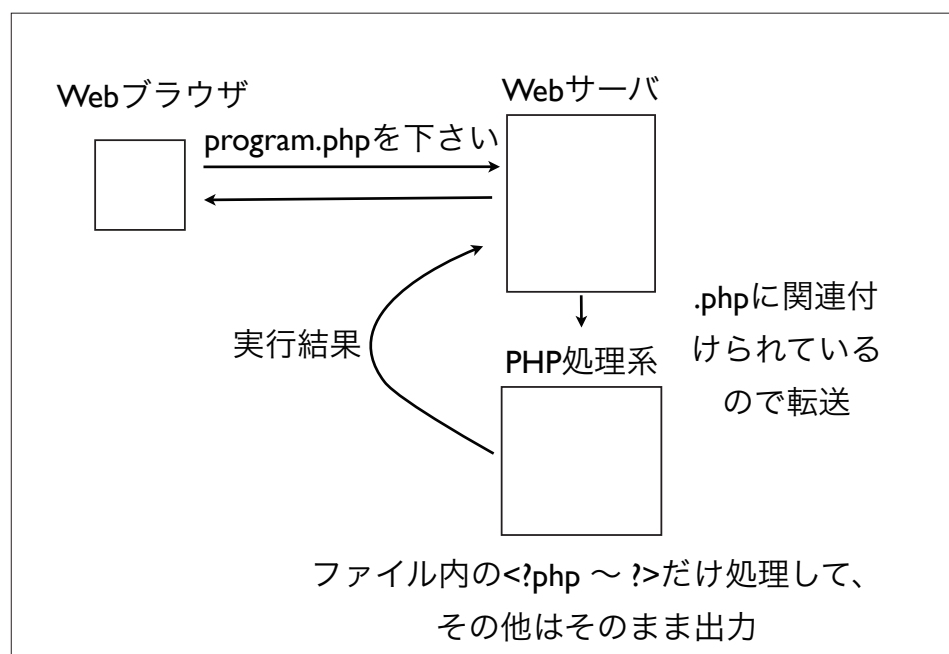 Webブラウザ
Webサーバ
program.phpを下さい
.phpに関連付
けられている
ので転送
実行結果
PHP処理系
ファイル内の<?php ～ ?>だけ処理して、
その他はそのまま出力